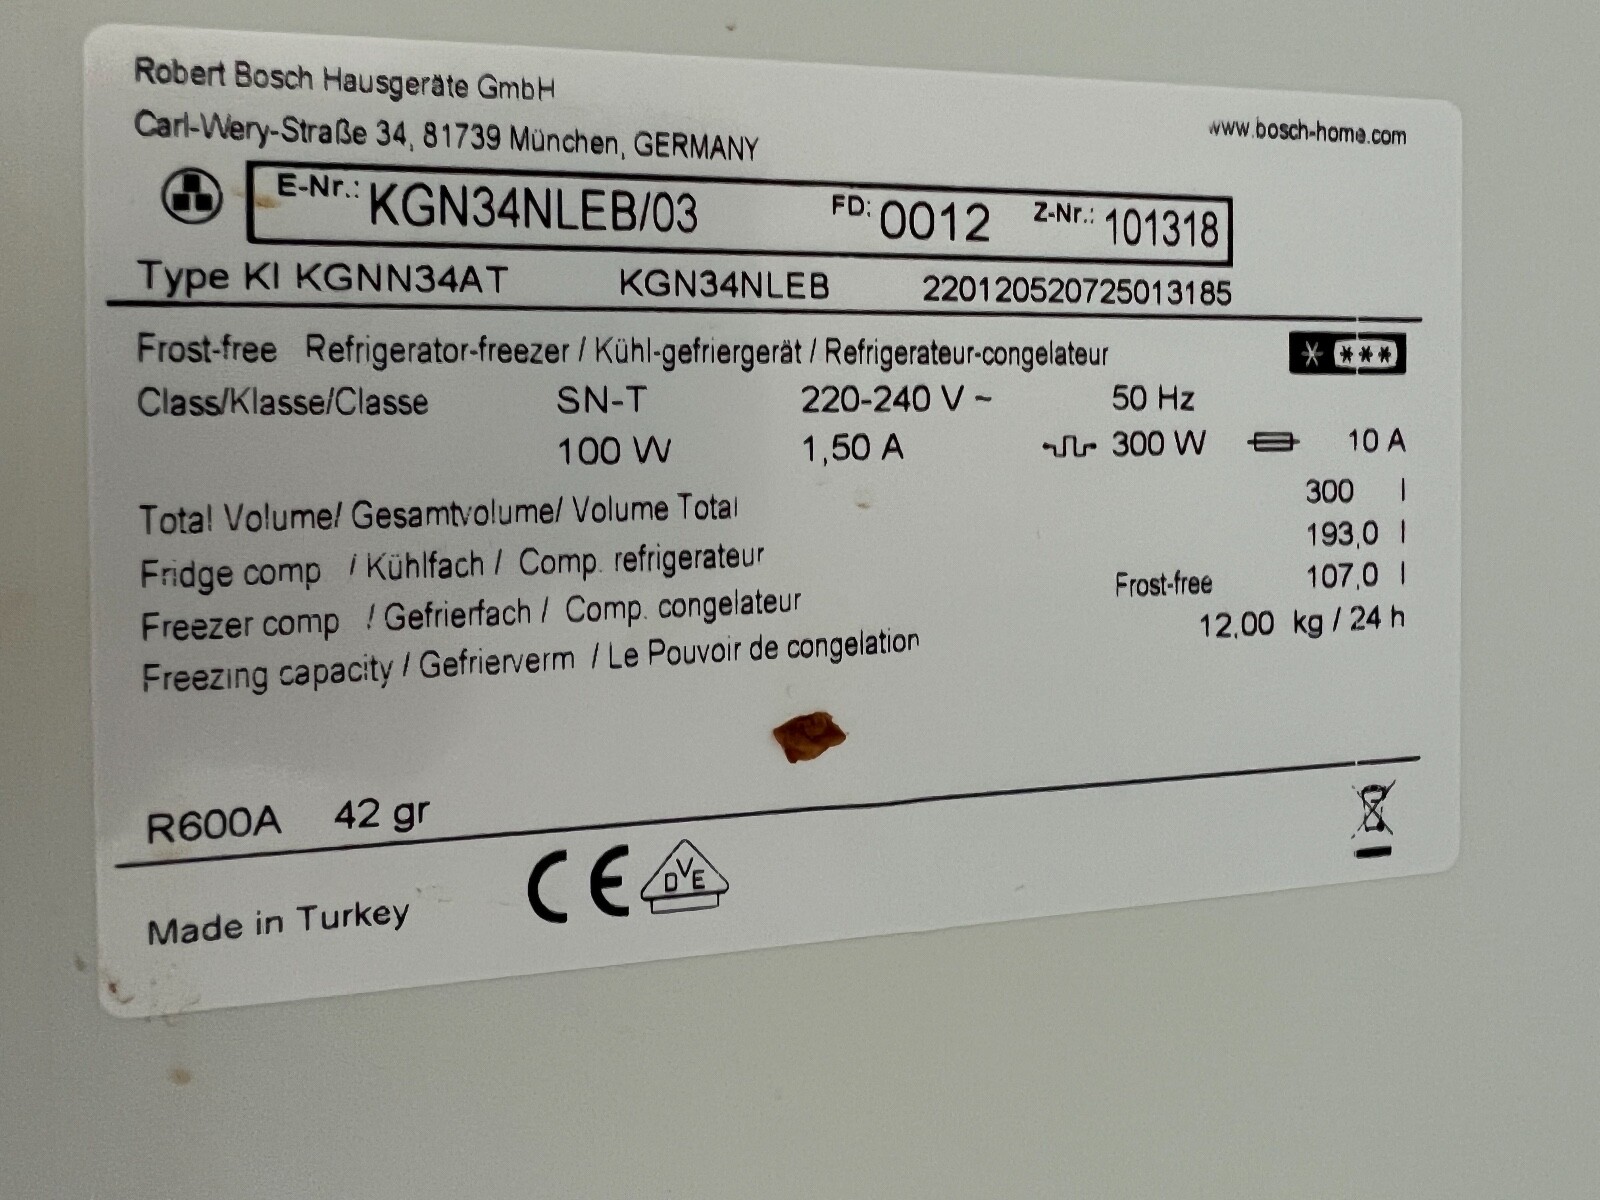 Robert Bosch Hausgeräte GmbH
Carl-Wery-Straße 34, 81739 München, GERMANY
www.bosch-home.com
E-Nr.: KGN34NLEB/03 FD: 0012 Z-Nr.: 101318
Type KI KGNN34AT KGN34NLEB 220120520725013185
Frost-free Refrigerator-freezer / Kühl-gefriergerät / Refrigerateur-congelateur
Class/Klasse/Classe SN-T 220-240 V ~ 50 Hz
100 W 1,50 A 300 W 10 A
Total Volume/ Gesamtvolume/ Volume Total 300 l
Fridge comp / Kühlfach / Comp. refrigerateur 193,0 l
Freezer comp / Gefrierfach / Comp. congelateur Frost-free 107,0 l
Freezing capacity / Gefrierverm / Le Pouvoir de congelation 12,00 kg / 24 h
R600A 42 gr
Made in Turkey CE DVE